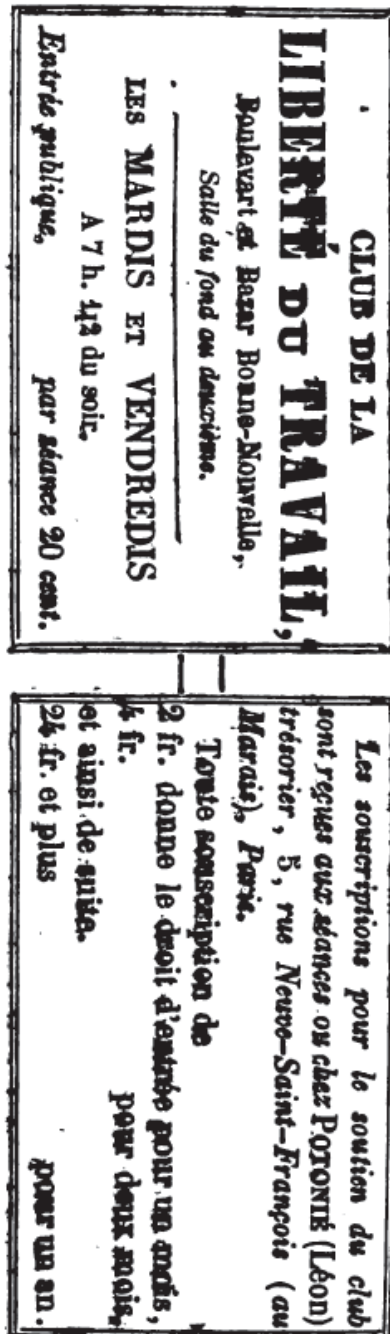 CLUB DE LA
LIBERTÉ DU TRAVAIL,
Boulevart et Bazar Bonne-Nouvelle,
Salle du fond au deuxième.
LES MARDIS ET VENDREDIS
A 7 h. 1/2 du soir.
Entrée publique, par séance 20 cent.
Les souscriptions pour le soutien du club
sont reçues aux séances ou chez POTONIÉ (Léon)
trésorier, 5, rue Neuve-Saint-François (au
Marais), Paris.
Toute souscription de
2 fr. donne le droit d'entrée pour un mois,
4 fr. pour deux mois,
et ainsi de suite.
24 fr. et plus pour un an.